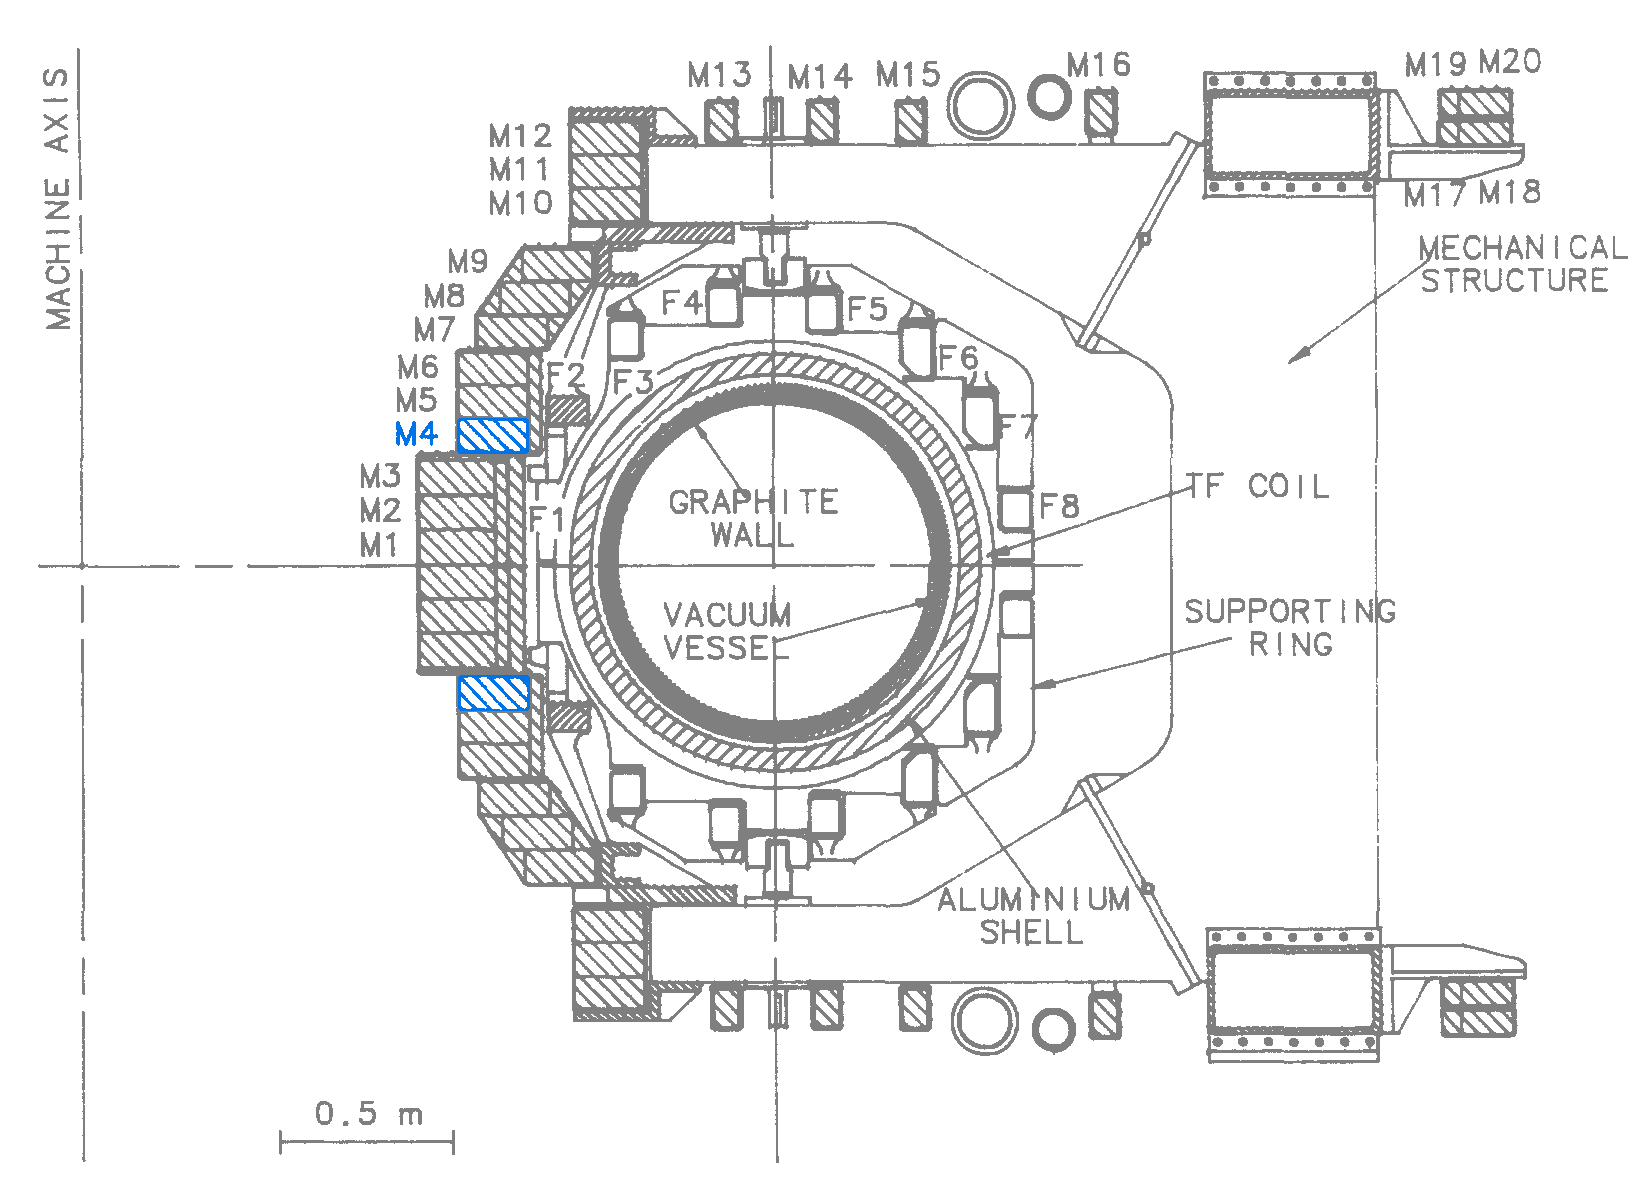 MACHINE AXIS
M13
M14
M15
M16
M19 M20
M12
M11
M10
M17 M18
MECHANICAL
STRUCTURE
M9
M8
M7
M6
M5
M4
M3
M2
M1
F4
F5
F2
F3
F6
F7
F1
F8
GRAPHITE
WALL
TF COIL
VACUUM
VESSEL
SUPPORTING
RING
ALUMINIUM
SHELL
0.5 m